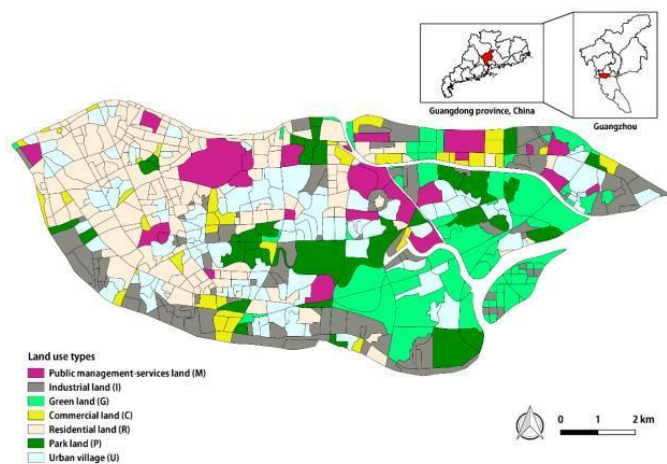 Guangdong province, China
Guangzhou
Land use types
Public management-services land (M)
Industrial land (I)
Green land (G)
Commercial land (C)
Residential land (R)
Park land (P)
Urban village (U)
0 1 2 km